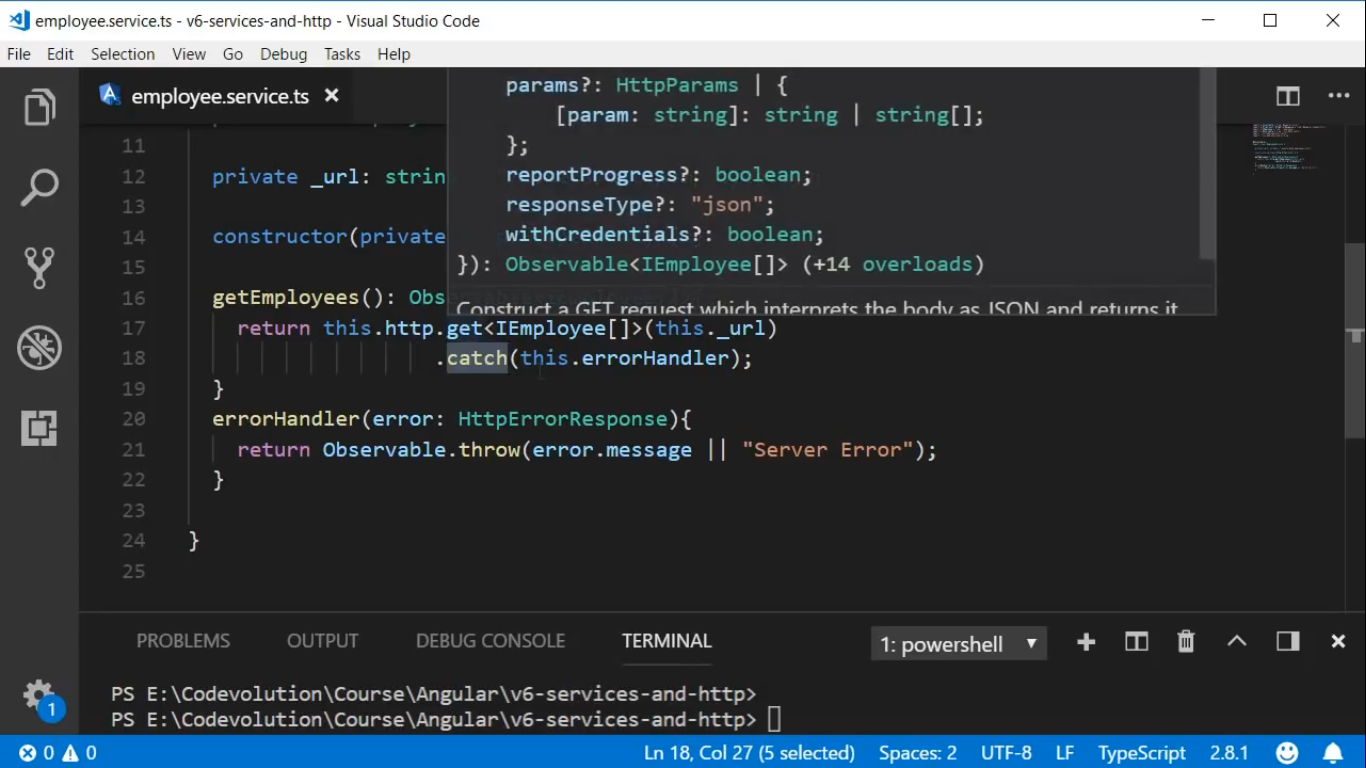 employee.service.ts - v6-services-and-http - Visual Studio Code
File Edit Selection View Go Debug Tasks Help
employee.service.ts
params?: HttpParams | {
[param: string]: string | string[];
};
reportProgress?: boolean;
responseType?: "json";
withCredentials?: boolean;
}): Observable<IEmployee[]> (+14 overloads)
Construct a GET request which interprets the body as JSON and returns it.
11
12 private _url: strin
13
14 constructor(private
15
16 getEmployees(): Obs
17 return this.http.get<IEmployee[]>(this._url)
18 .catch(this.errorHandler);
19 }
20 errorHandler(error: HttpErrorResponse){
21 return Observable.throw(error.message || "Server Error");
22 }
23
24 }
25
PROBLEMS OUTPUT DEBUG CONSOLE TERMINAL 1: powershell
PS E:\Codevolution\Course\Angular\v6-services-and-http>
PS E:\Codevolution\Course\Angular\v6-services-and-http>
1
0 0 Ln 18, Col 27 (5 selected) Spaces: 2 UTF-8 LF TypeScript 2.8.1